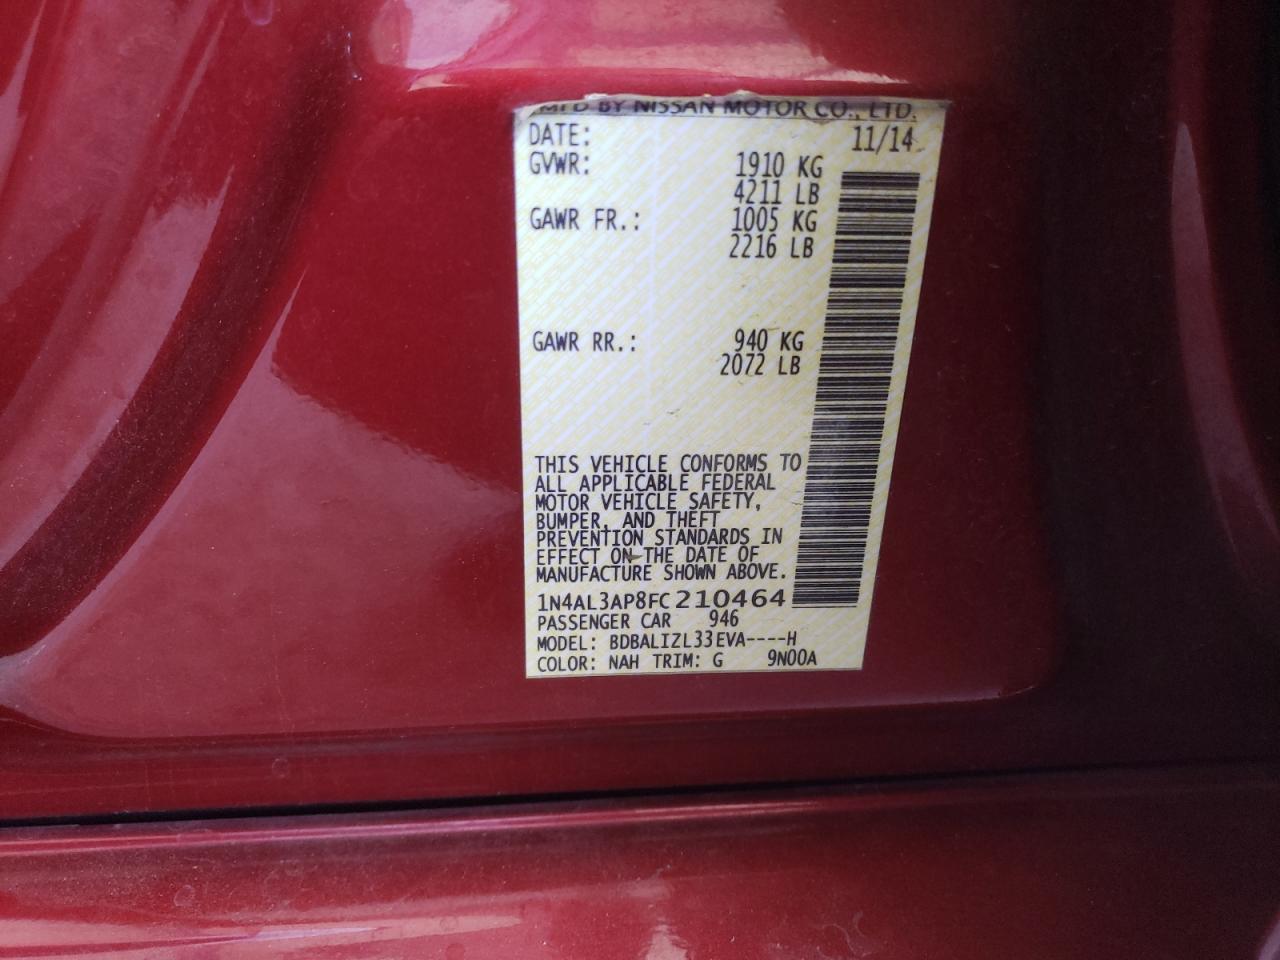 MFD BY NISSAN MOTOR CO., LTD.
DATE: 11/14
GVWR: 1910 KG
4211 LB
GAWR FR.: 1005 KG
2216 LB
GAWR RR.: 940 KG
2072 LB
THIS VEHICLE CONFORMS TO
ALL APPLICABLE FEDERAL
MOTOR VEHICLE SAFETY,
BUMPER, AND THEFT
PREVENTION STANDARDS IN
EFFECT ON THE DATE OF
MANUFACTURE SHOWN ABOVE.
1N4AL3AP8FC210464
PASSENGER CAR 946
MODEL: BDBALIZL33EVA----H
COLOR: NAH TRIM: G 9N00A